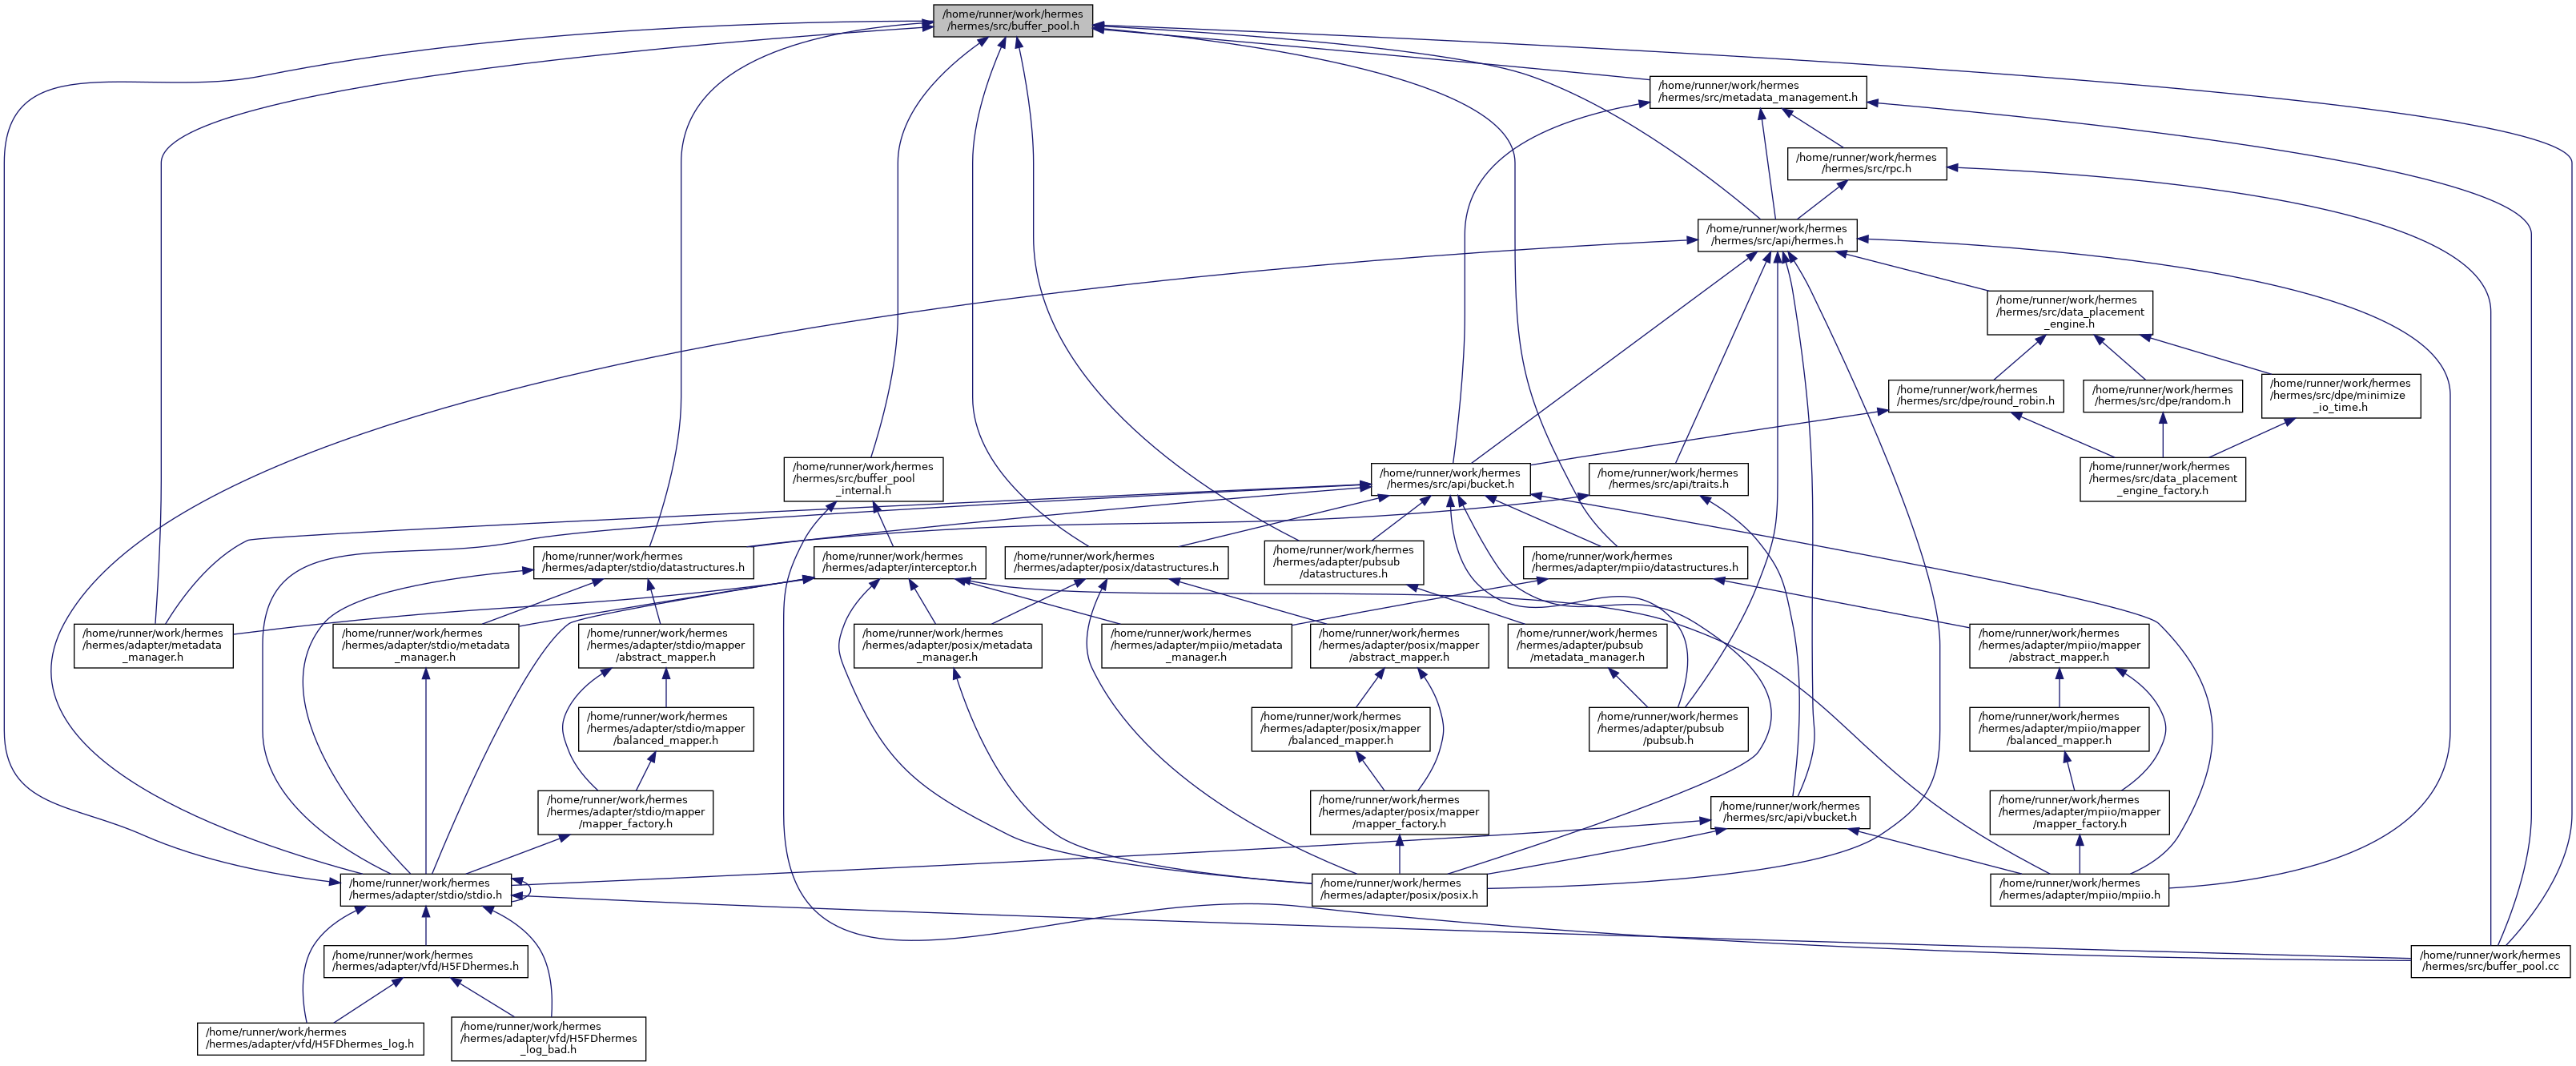 /home/runner/work/hermes
/hermes/src/buffer_pool.h
/home/runner/work/hermes
/hermes/src/metadata_management.h
/home/runner/work/hermes
/hermes/src/rpc.h
/home/runner/work/hermes
/hermes/src/api/hermes.h
/home/runner/work/hermes
/hermes/src/data_placement
_engine.h
/home/runner/work/hermes
/hermes/src/dpe/round_robin.h
/home/runner/work/hermes
/hermes/src/dpe/random.h
/home/runner/work/hermes
/hermes/src/dpe/minimize
_io_time.h
/home/runner/work/hermes
/hermes/src/buffer_pool
_internal.h
/home/runner/work/hermes
/hermes/src/api/bucket.h
/home/runner/work/hermes
/hermes/src/api/traits.h
/home/runner/work/hermes
/hermes/src/data_placement
_engine_factory.h
/home/runner/work/hermes
/hermes/adapter/stdio/datastructures.h
/home/runner/work/hermes
/hermes/adapter/interceptor.h
/home/runner/work/hermes
/hermes/adapter/posix/datastructures.h
/home/runner/work/hermes
/hermes/adapter/pubsub
/datastructures.h
/home/runner/work/hermes
/hermes/adapter/mpiio/datastructures.h
/home/runner/work/hermes
/hermes/adapter/metadata
_manager.h
/home/runner/work/hermes
/hermes/adapter/stdio/metadata
_manager.h
/home/runner/work/hermes
/hermes/adapter/stdio/mapper
/abstract_mapper.h
/home/runner/work/hermes
/hermes/adapter/posix/metadata
_manager.h
/home/runner/work/hermes
/hermes/adapter/mpiio/metadata
_manager.h
/home/runner/work/hermes
/hermes/adapter/posix/mapper
/abstract_mapper.h
/home/runner/work/hermes
/hermes/adapter/pubsub
/metadata_manager.h
/home/runner/work/hermes
/hermes/adapter/mpiio/mapper
/abstract_mapper.h
/home/runner/work/hermes
/hermes/adapter/stdio/mapper
/balanced_mapper.h
/home/runner/work/hermes
/hermes/adapter/posix/mapper
/balanced_mapper.h
/home/runner/work/hermes
/hermes/adapter/pubsub
/pubsub.h
/home/runner/work/hermes
/hermes/adapter/mpiio/mapper
/balanced_mapper.h
/home/runner/work/hermes
/hermes/adapter/stdio/mapper
/mapper_factory.h
/home/runner/work/hermes
/hermes/adapter/posix/mapper
/mapper_factory.h
/home/runner/work/hermes
/hermes/src/api/vbucket.h
/home/runner/work/hermes
/hermes/adapter/mpiio/mapper
/mapper_factory.h
/home/runner/work/hermes
/hermes/adapter/stdio/stdio.h
/home/runner/work/hermes
/hermes/adapter/posix/posix.h
/home/runner/work/hermes
/hermes/adapter/mpiio/mpiio.h
/home/runner/work/hermes
/hermes/adapter/vfd/H5FDhermes.h
/home/runner/work/hermes
/hermes/src/buffer_pool.cc
/home/runner/work/hermes
/hermes/adapter/vfd/H5FDhermes_log.h
/home/runner/work/hermes
/hermes/adapter/vfd/H5FDhermes
_log_bad.h